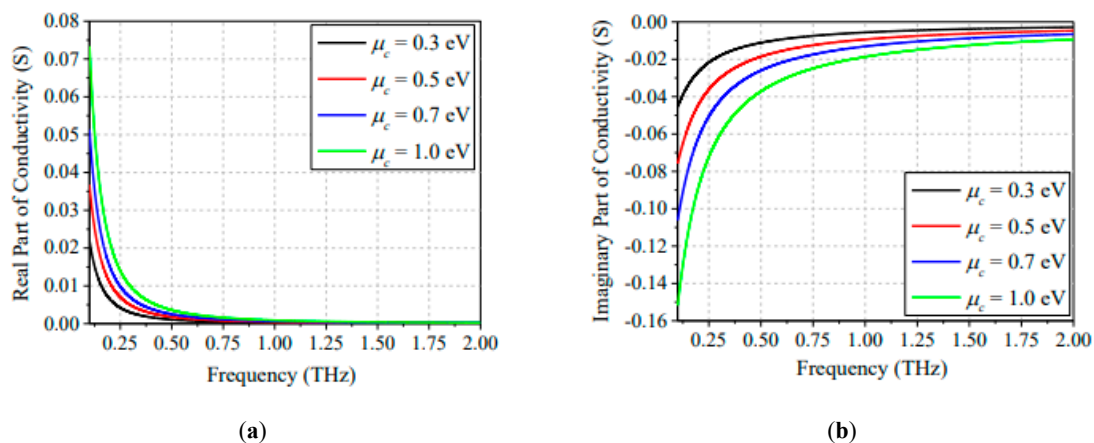 0.08
0.07
0.06
0.05
0.04
0.03
0.02
0.01
0.00
Real Part of Conductivity (S)
μc = 0.3 eV
μc = 0.5 eV
μc = 0.7 eV
μc = 1.0 eV
0.25 0.50 0.75 1.00 1.25 1.50 1.75 2.00
Frequency (THz)
(a)
0.00
-0.02
-0.04
-0.06
-0.08
-0.10
-0.12
-0.14
-0.16
Imaginary Part of Conductivity (S)
μc = 0.3 eV
μc = 0.5 eV
μc = 0.7 eV
μc = 1.0 eV
0.25 0.50 0.75 1.00 1.25 1.50 1.75 2.00
Frequency (THz)
(b)